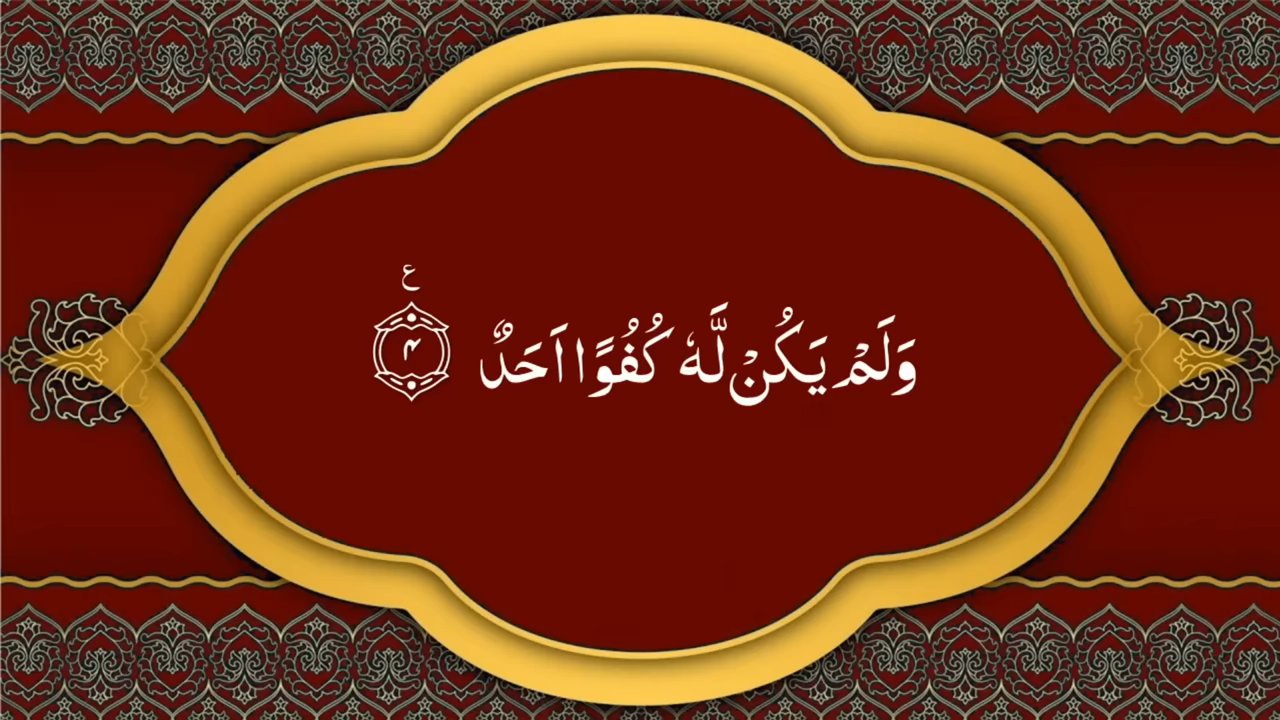 وَلَمْ يَكُنْ لَّهٗ كُفُوًا اَحَدٌ ۴ ع